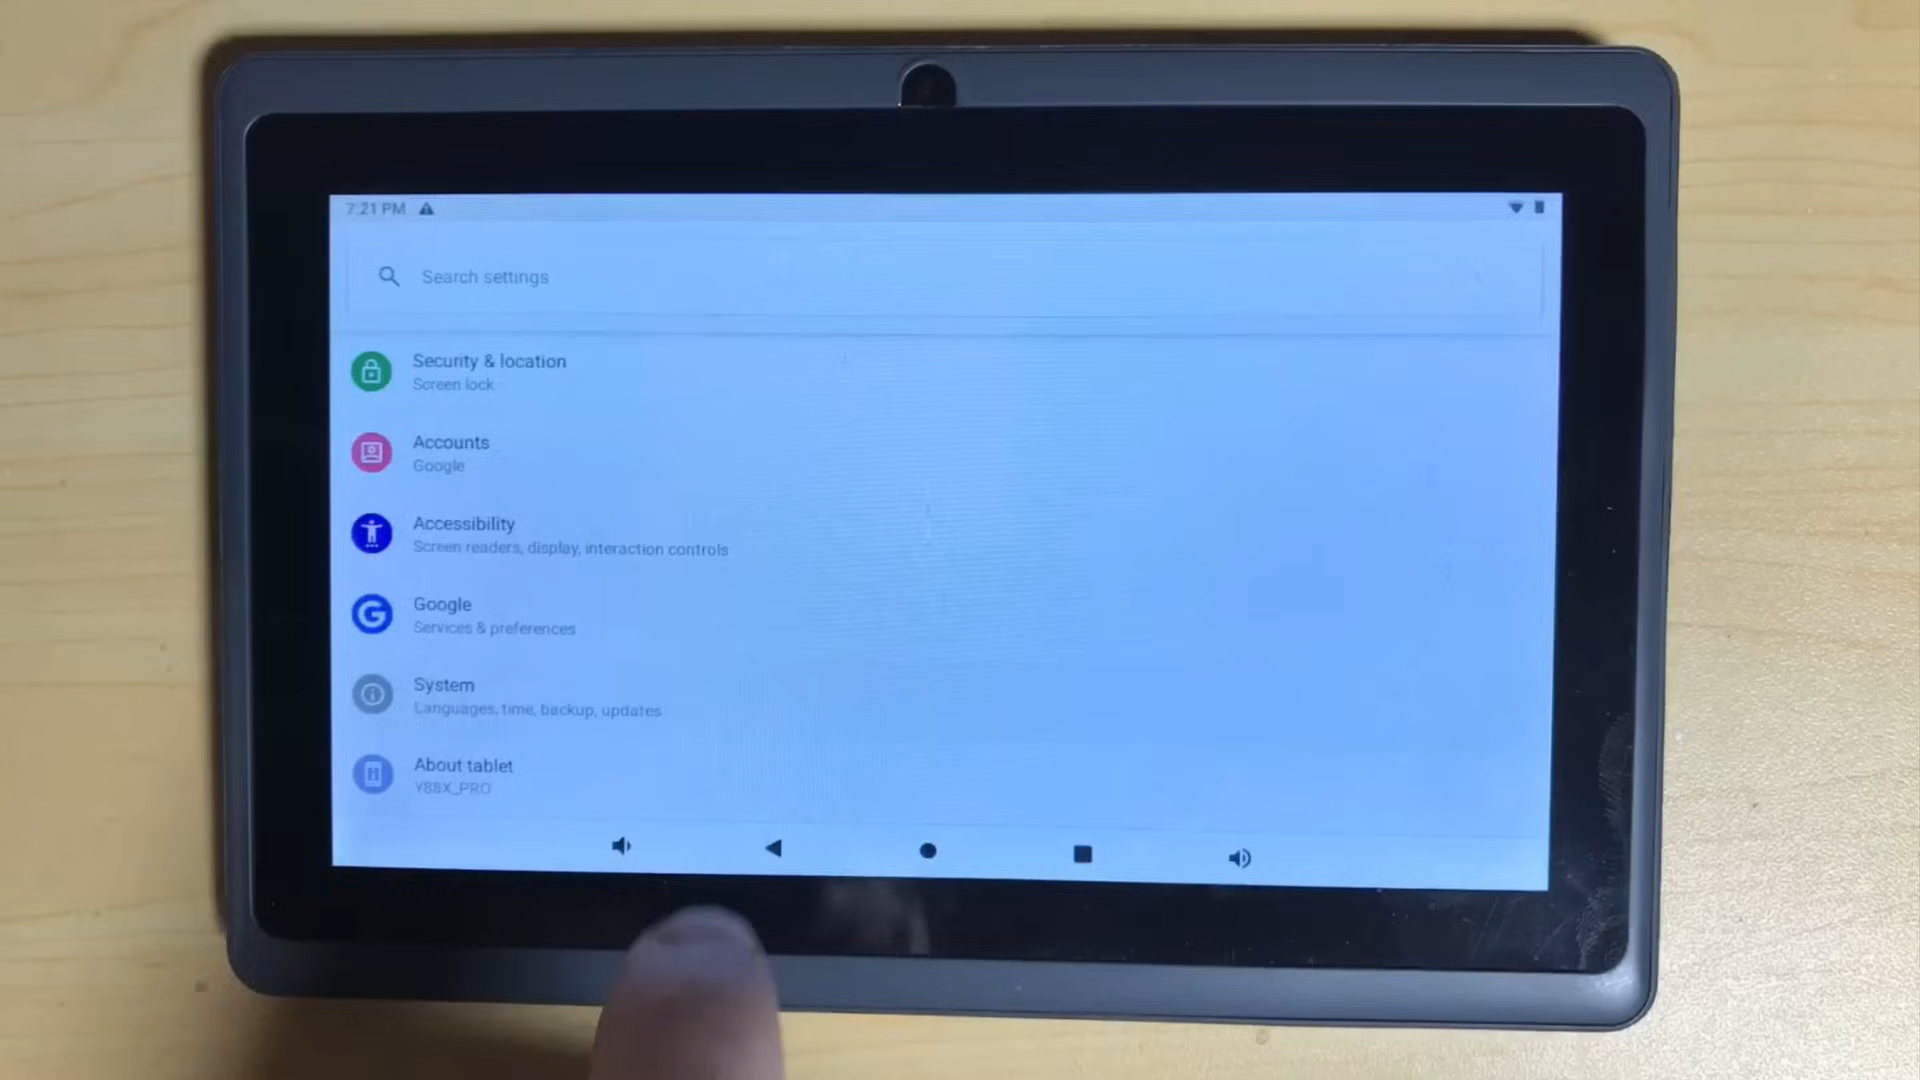 7:21 PM
Search settings
Security & location
Screen lock
Accounts
Google
Accessibility
Screen readers, display, interaction controls
Google
Services & preferences
System
Languages, time, backup, updates
About tablet
Y88X_PRO